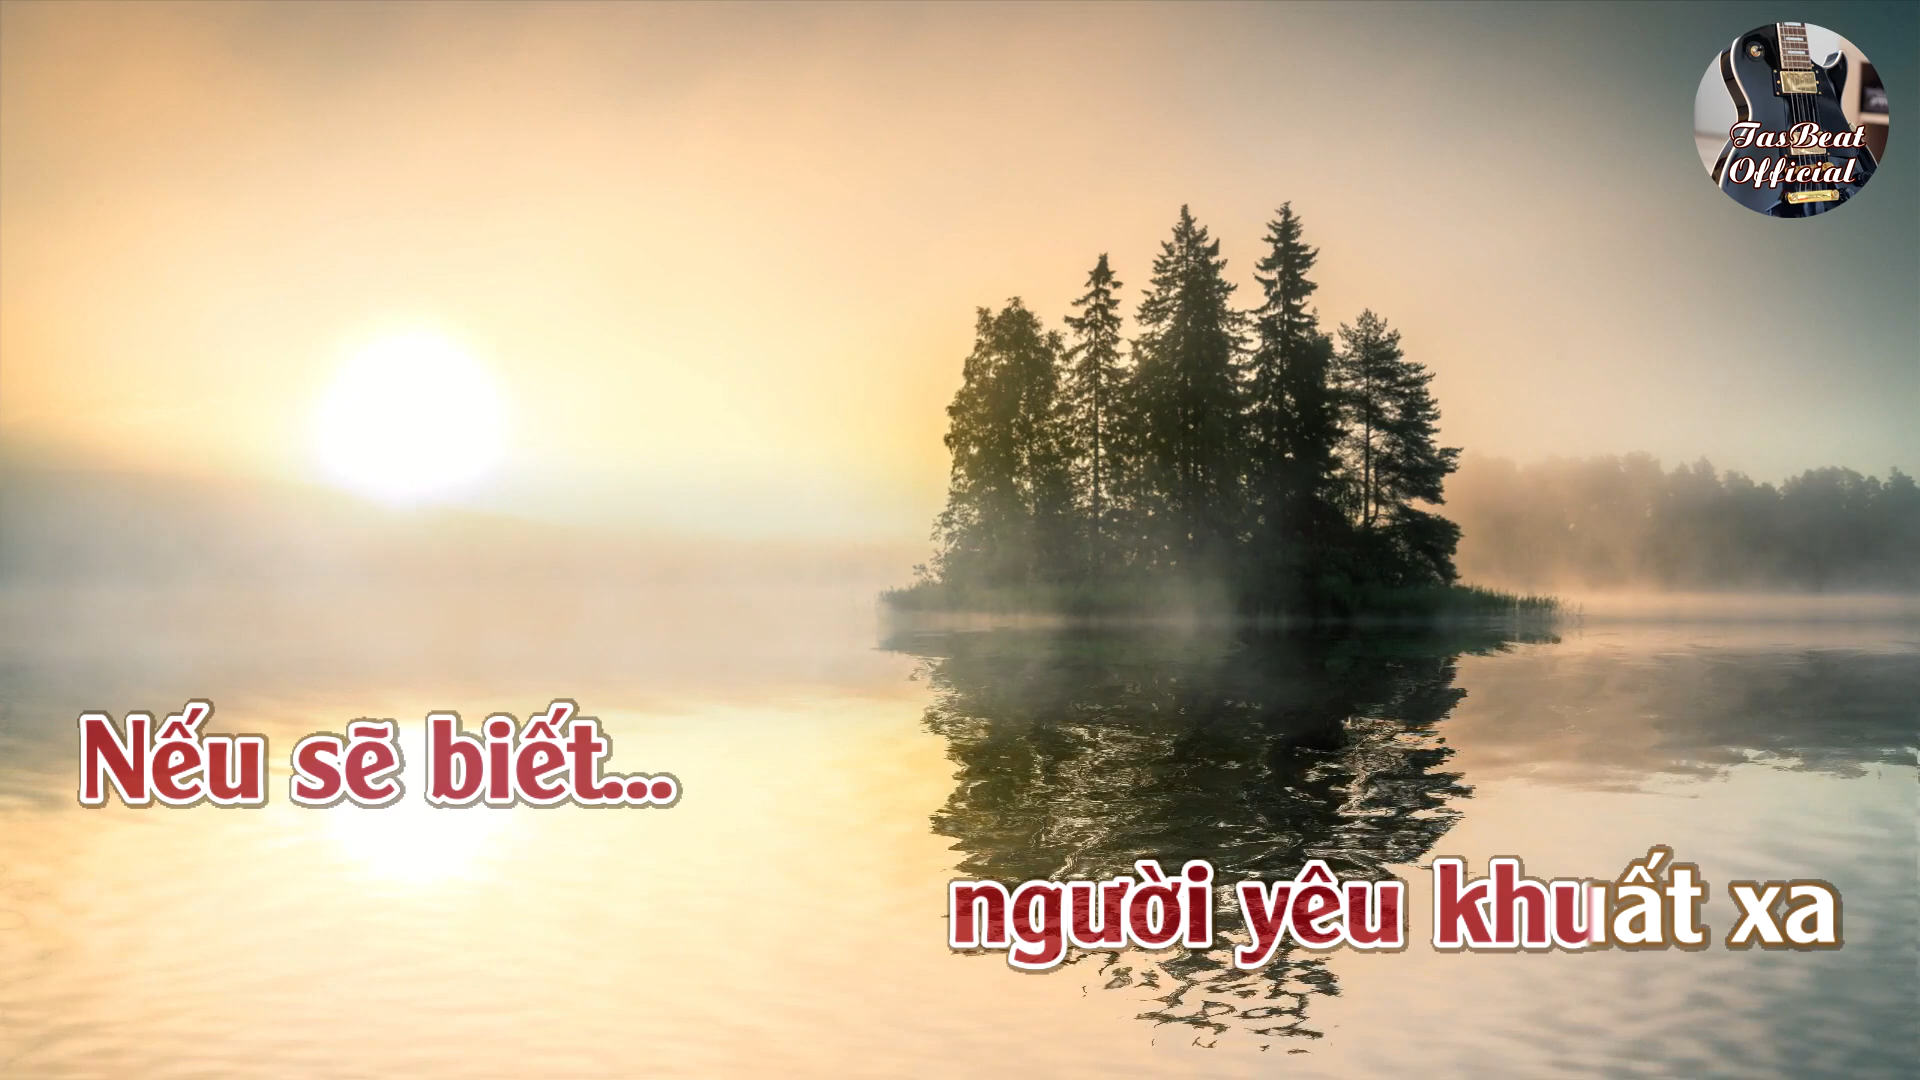 TasBeat
Official
Nếu sẽ biết...
người yêu khuất xa